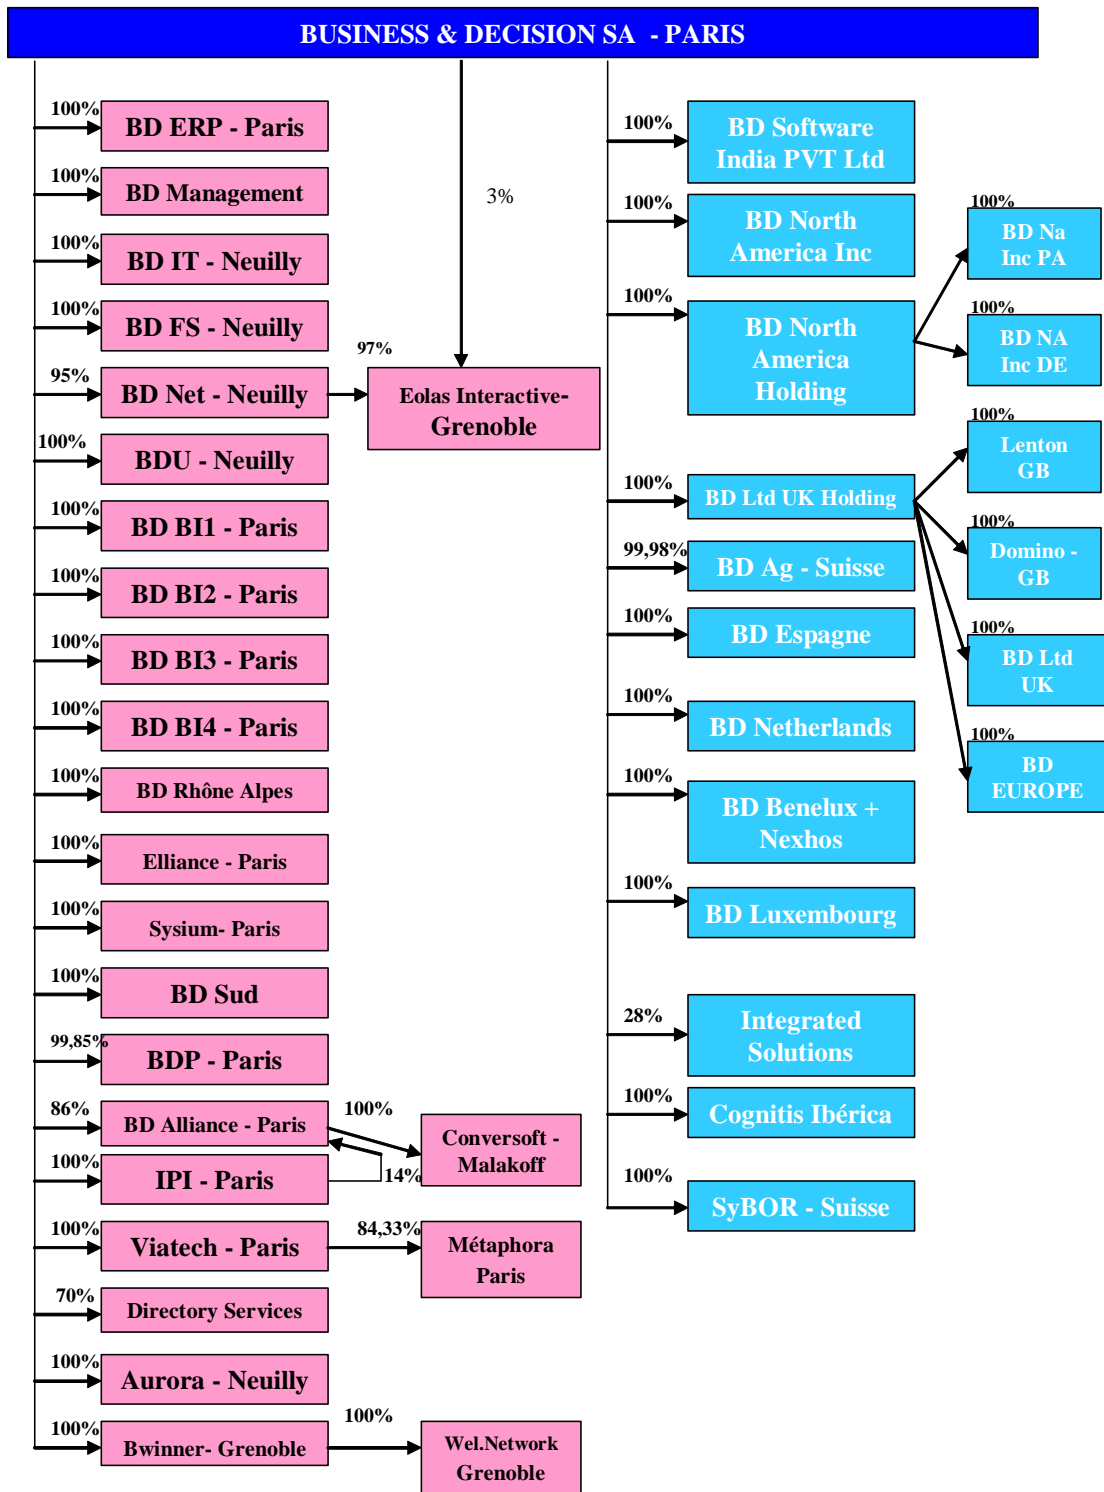 BUSINESS & DECISION SA - PARIS
100%
BD ERP - Paris
100%
BD Management
100%
BD IT - Neuilly
100%
BD FS - Neuilly
95%
BD Net - Neuilly
97%
3%
Eolas Interactive-
Grenoble
100%
BDU - Neuilly
100%
BD BI1 - Paris
100%
BD BI2 - Paris
100%
BD BI3 - Paris
100%
BD BI4 - Paris
100%
BD Rhône Alpes
100%
Elliance - Paris
100%
Sysium- Paris
100%
BD Sud
99,85%
BDP - Paris
86%
BD Alliance - Paris
100%
Conversoft -
Malakoff
100%
IPI - Paris
14%
100%
Viatech - Paris
84,33%
Métaphora
Paris
70%
Directory Services
100%
Aurora - Neuilly
100%
Bwinner- Grenoble
100%
Wel.Network
Grenoble
100%
BD Software
India PVT Ltd
100%
BD North
America Inc
100%
BD North
America
Holding
100%
BD Na
Inc PA
100%
BD NA
Inc DE
100%
BD Ltd UK Holding
100%
Lenton
GB
100%
Domino -
GB
100%
BD Ltd
UK
100%
BD
EUROPE
99,98%
BD Ag - Suisse
100%
BD Espagne
100%
BD Netherlands
100%
BD Benelux +
Nexhos
100%
BD Luxembourg
28%
Integrated
Solutions
100%
Cognitis Ibérica
100%
SyBOR - Suisse